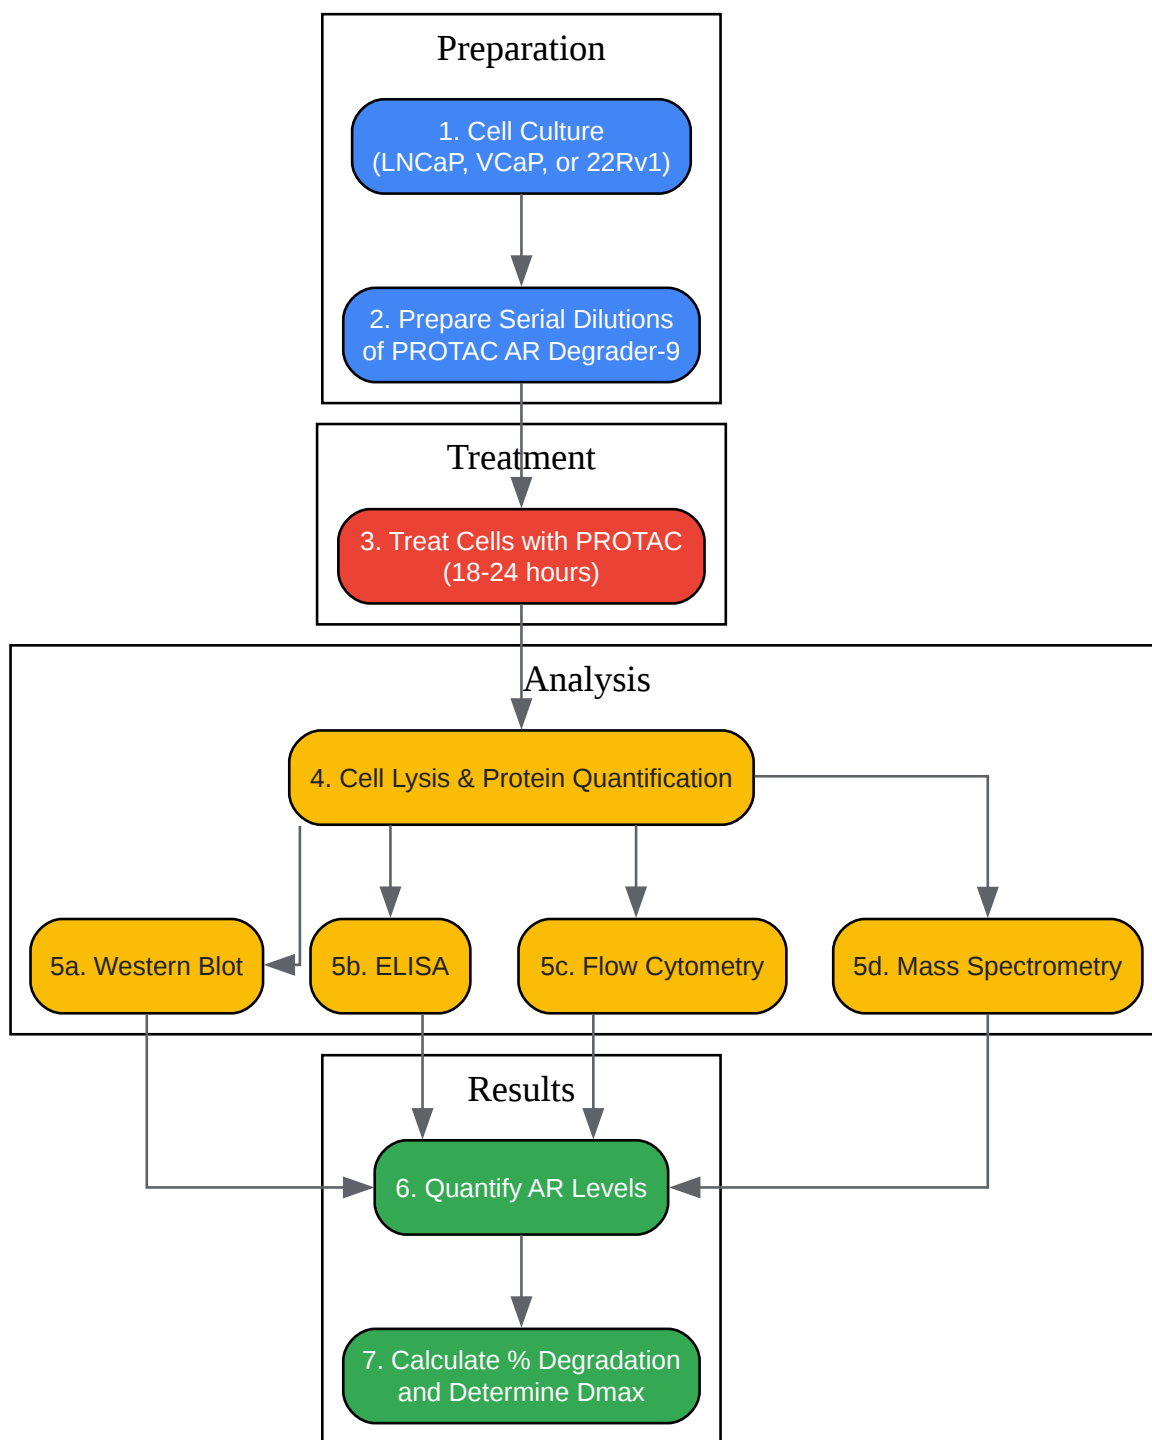 Preparation
1. Cell Culture
(LNCaP, VCaP, or 22Rv1)
2. Prepare Serial Dilutions
of PROTAC AR Degrader-9
Treatment
3. Treat Cells with PROTAC
(18-24 hours)
Analysis
4. Cell Lysis & Protein Quantification
5a. Western Blot
5b. ELISA
5c. Flow Cytometry
5d. Mass Spectrometry
Results
6. Quantify AR Levels
7. Calculate % Degradation
and Determine Dmax